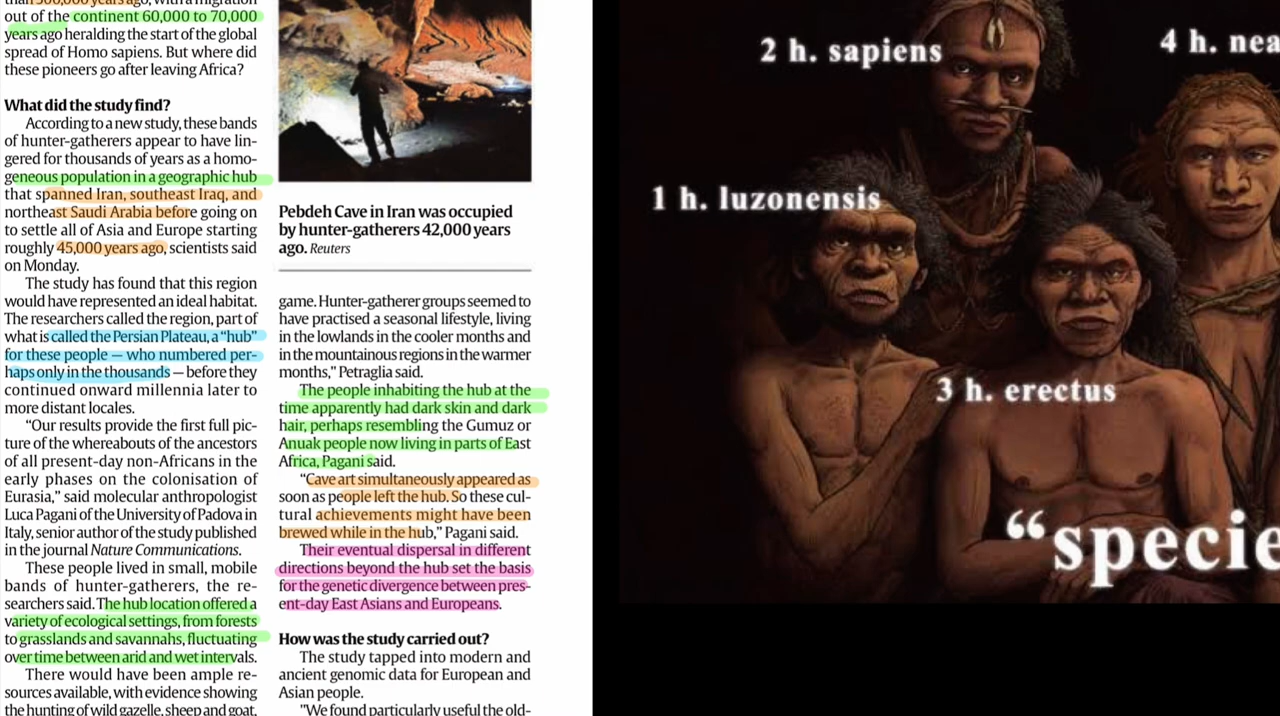 than 300,000 years ago, with a migration
out of the continent 60,000 to 70,000
years ago heralding the start of the global
spread of Homo sapiens. But where did
these pioneers go after leaving Africa?
What did the study find?
According to a new study, these bands
of hunter-gatherers appear to have lin-
gered for thousands of years as a homo-
geneous population in a geographic hub
that spanned Iran, southeast Iraq, and
northeast Saudi Arabia before going on
to settle all of Asia and Europe starting
roughly 45,000 years ago, scientists said
on Monday.
The study has found that this region
would have represented an ideal habitat.
The researchers called the region, part of
what is called the Persian Plateau, a “hub”
for these people — who numbered per-
haps only in the thousands — before they
continued onward millennia later to
more distant locales.
“Our results provide the first full pic-
ture of the whereabouts of the ancestors
of all present-day non-Africans in the
early phases on the colonisation of
Eurasia,” said molecular anthropologist
Luca Pagani of the University of Padova in
Italy, senior author of the study published
in the journal Nature Communications.
These people lived in small, mobile
bands of hunter-gatherers, the re-
searchers said. The hub location offered a
variety of ecological settings, from forests
to grasslands and savannahs, fluctuating
over time between arid and wet intervals.
There would have been ample re-
sources available, with evidence showing
the hunting of wild gazelle, sheep and goat,
Pebdeh Cave in Iran was occupied
by hunter-gatherers 42,000 years
ago. Reuters
game. Hunter-gatherer groups seemed to
have practised a seasonal lifestyle, living
in the lowlands in the cooler months and
in the mountainous regions in the warmer
months,” Petraglia said.
The people inhabiting the hub at the
time apparently had dark skin and dark
hair, perhaps resembling the Gumuz or
Anuak people now living in parts of East
Africa, Pagani said.
“Cave art simultaneously appeared as
soon as people left the hub. So these cul-
tural achievements might have been
brewed while in the hub,” Pagani said.
Their eventual dispersal in different
directions beyond the hub set the basis
for the genetic divergence between pres-
ent-day East Asians and Europeans.
How was the study carried out?
The study tapped into modern and
ancient genomic data for European and
Asian people.
"We found particularly useful the old-
2 h. sapiens
4 h. nea
1 h. luzonensis
3 h. erectus
“specie